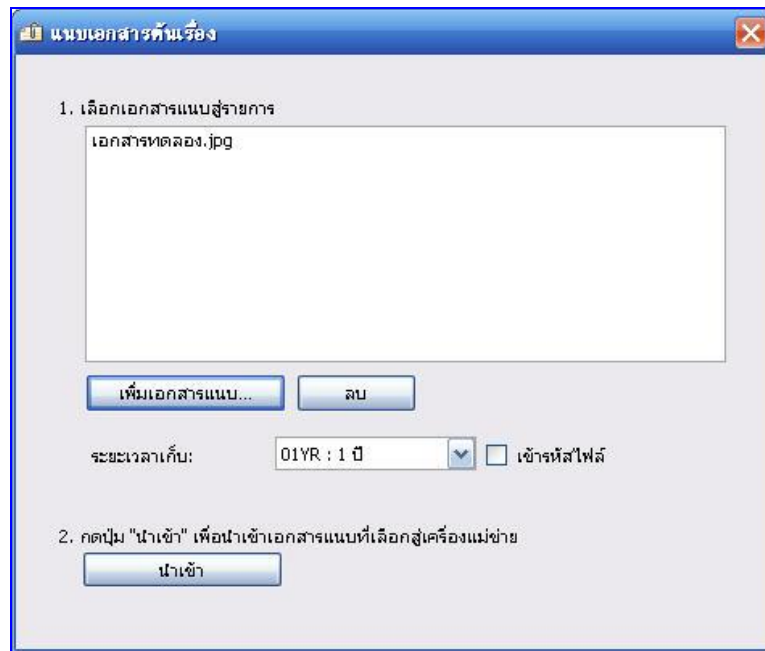 แนบเอกสารต้นเรื่อง
1. เลือกเอกสารแนบสู่รายการ
เอกสารทดลอง.jpg
เพิ่มเอกสารแนบ... ลบ
ระยะเวลาเก็บ: 01YR : 1 ปี เข้ารหัสไฟล์
2. กดปุ่ม "นำเข้า" เพื่อนำเข้าเอกสารแนบที่เลือกสู่เครื่องแม่ข่าย
นำเข้า